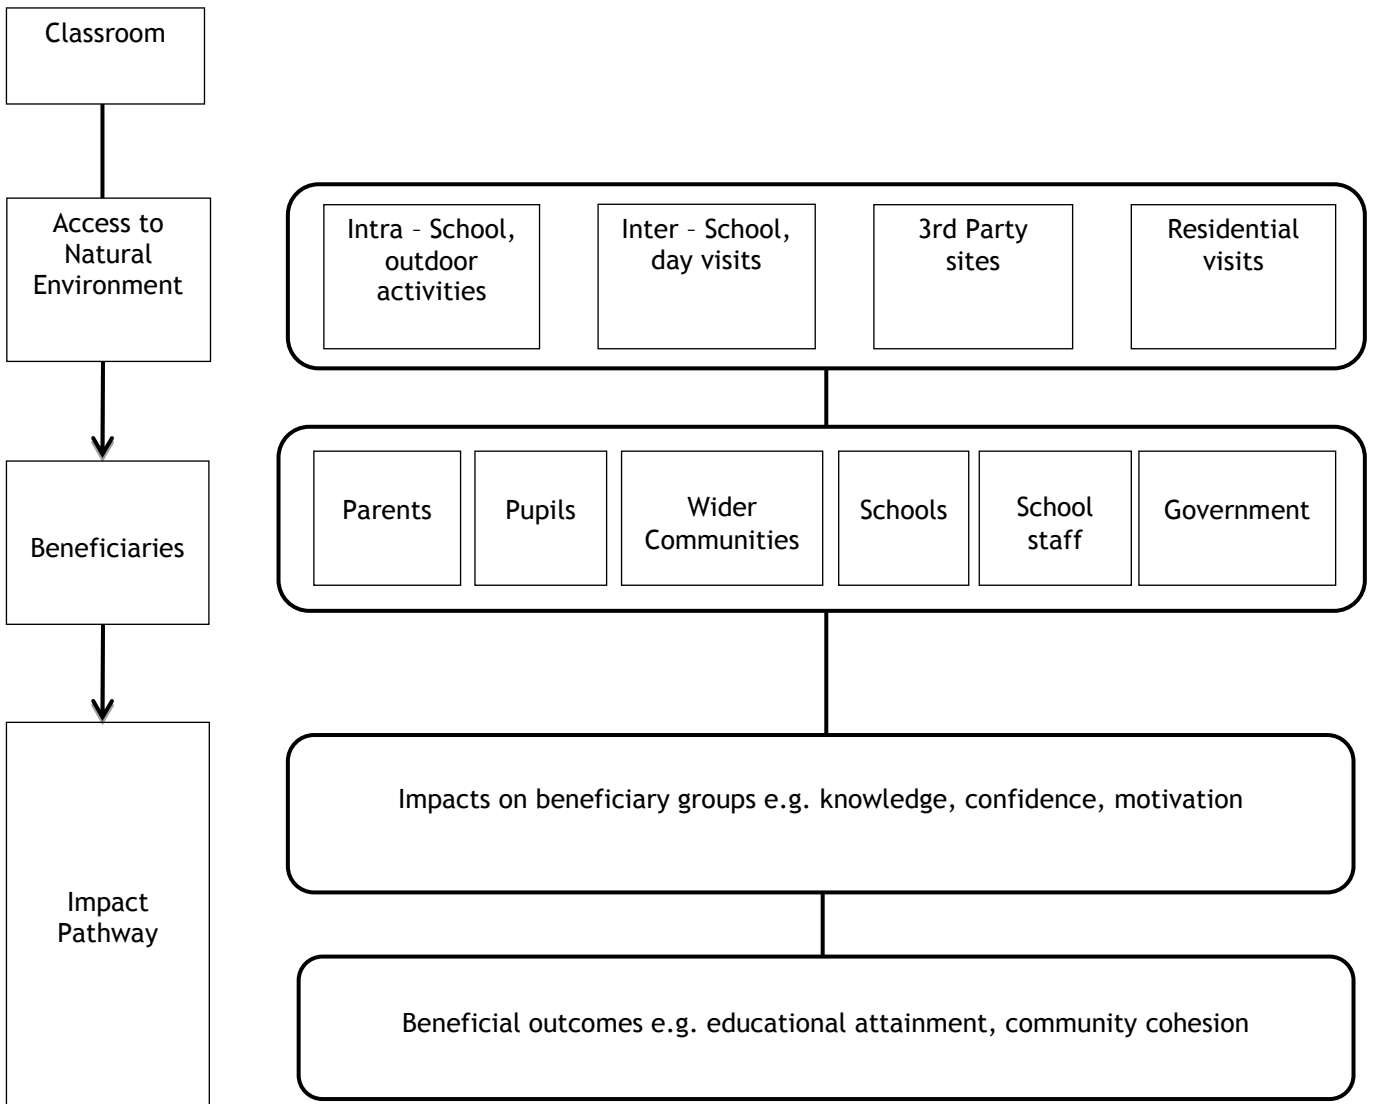 Classroom
Access to
Natural
Environment
Intra – School,
outdoor
activities
Inter – School,
day visits
3rd Party
sites
Residential
visits
Beneficiaries
Parents
Pupils
Wider
Communities
Schools
School
staff
Government
Impact
Pathway
Impacts on beneficiary groups e.g. knowledge, confidence, motivation
Beneficial outcomes e.g. educational attainment, community cohesion